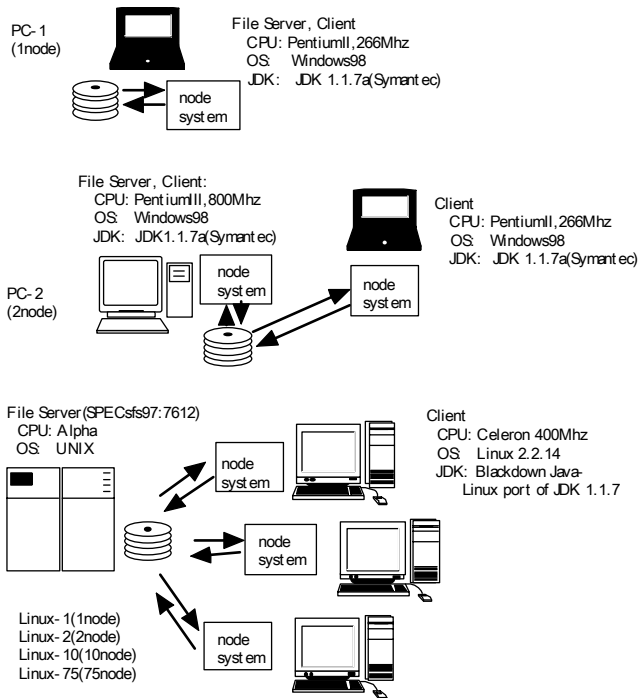 PC-1
(1node)
File Server, Client
CPU: PentiumII,266Mhz
OS: Windows98
JDK: JDK 1.1.7a(Symantec)
node
system
File Server, Client:
CPU: PentiumIII,800Mhz
OS: Windows98
JDK: JDK1.1.7a(Symantec)
PC-2
(2node)
node
system
node
system
Client
CPU: PentiumII,266Mhz
OS: Windows98
JDK: JDK 1.1.7a(Symantec)
File Server(SPECsfs97:7612)
CPU: Alpha
OS: UNIX
node
system
node
system
node
system
Client
CPU: Celeron 400Mhz
OS: Linux 2.2.14
JDK: Blackdown Java-
Linux port of JDK 1.1.7
Linux-1(1node)
Linux-2(2node)
Linux-10(10node)
Linux-75(75node)